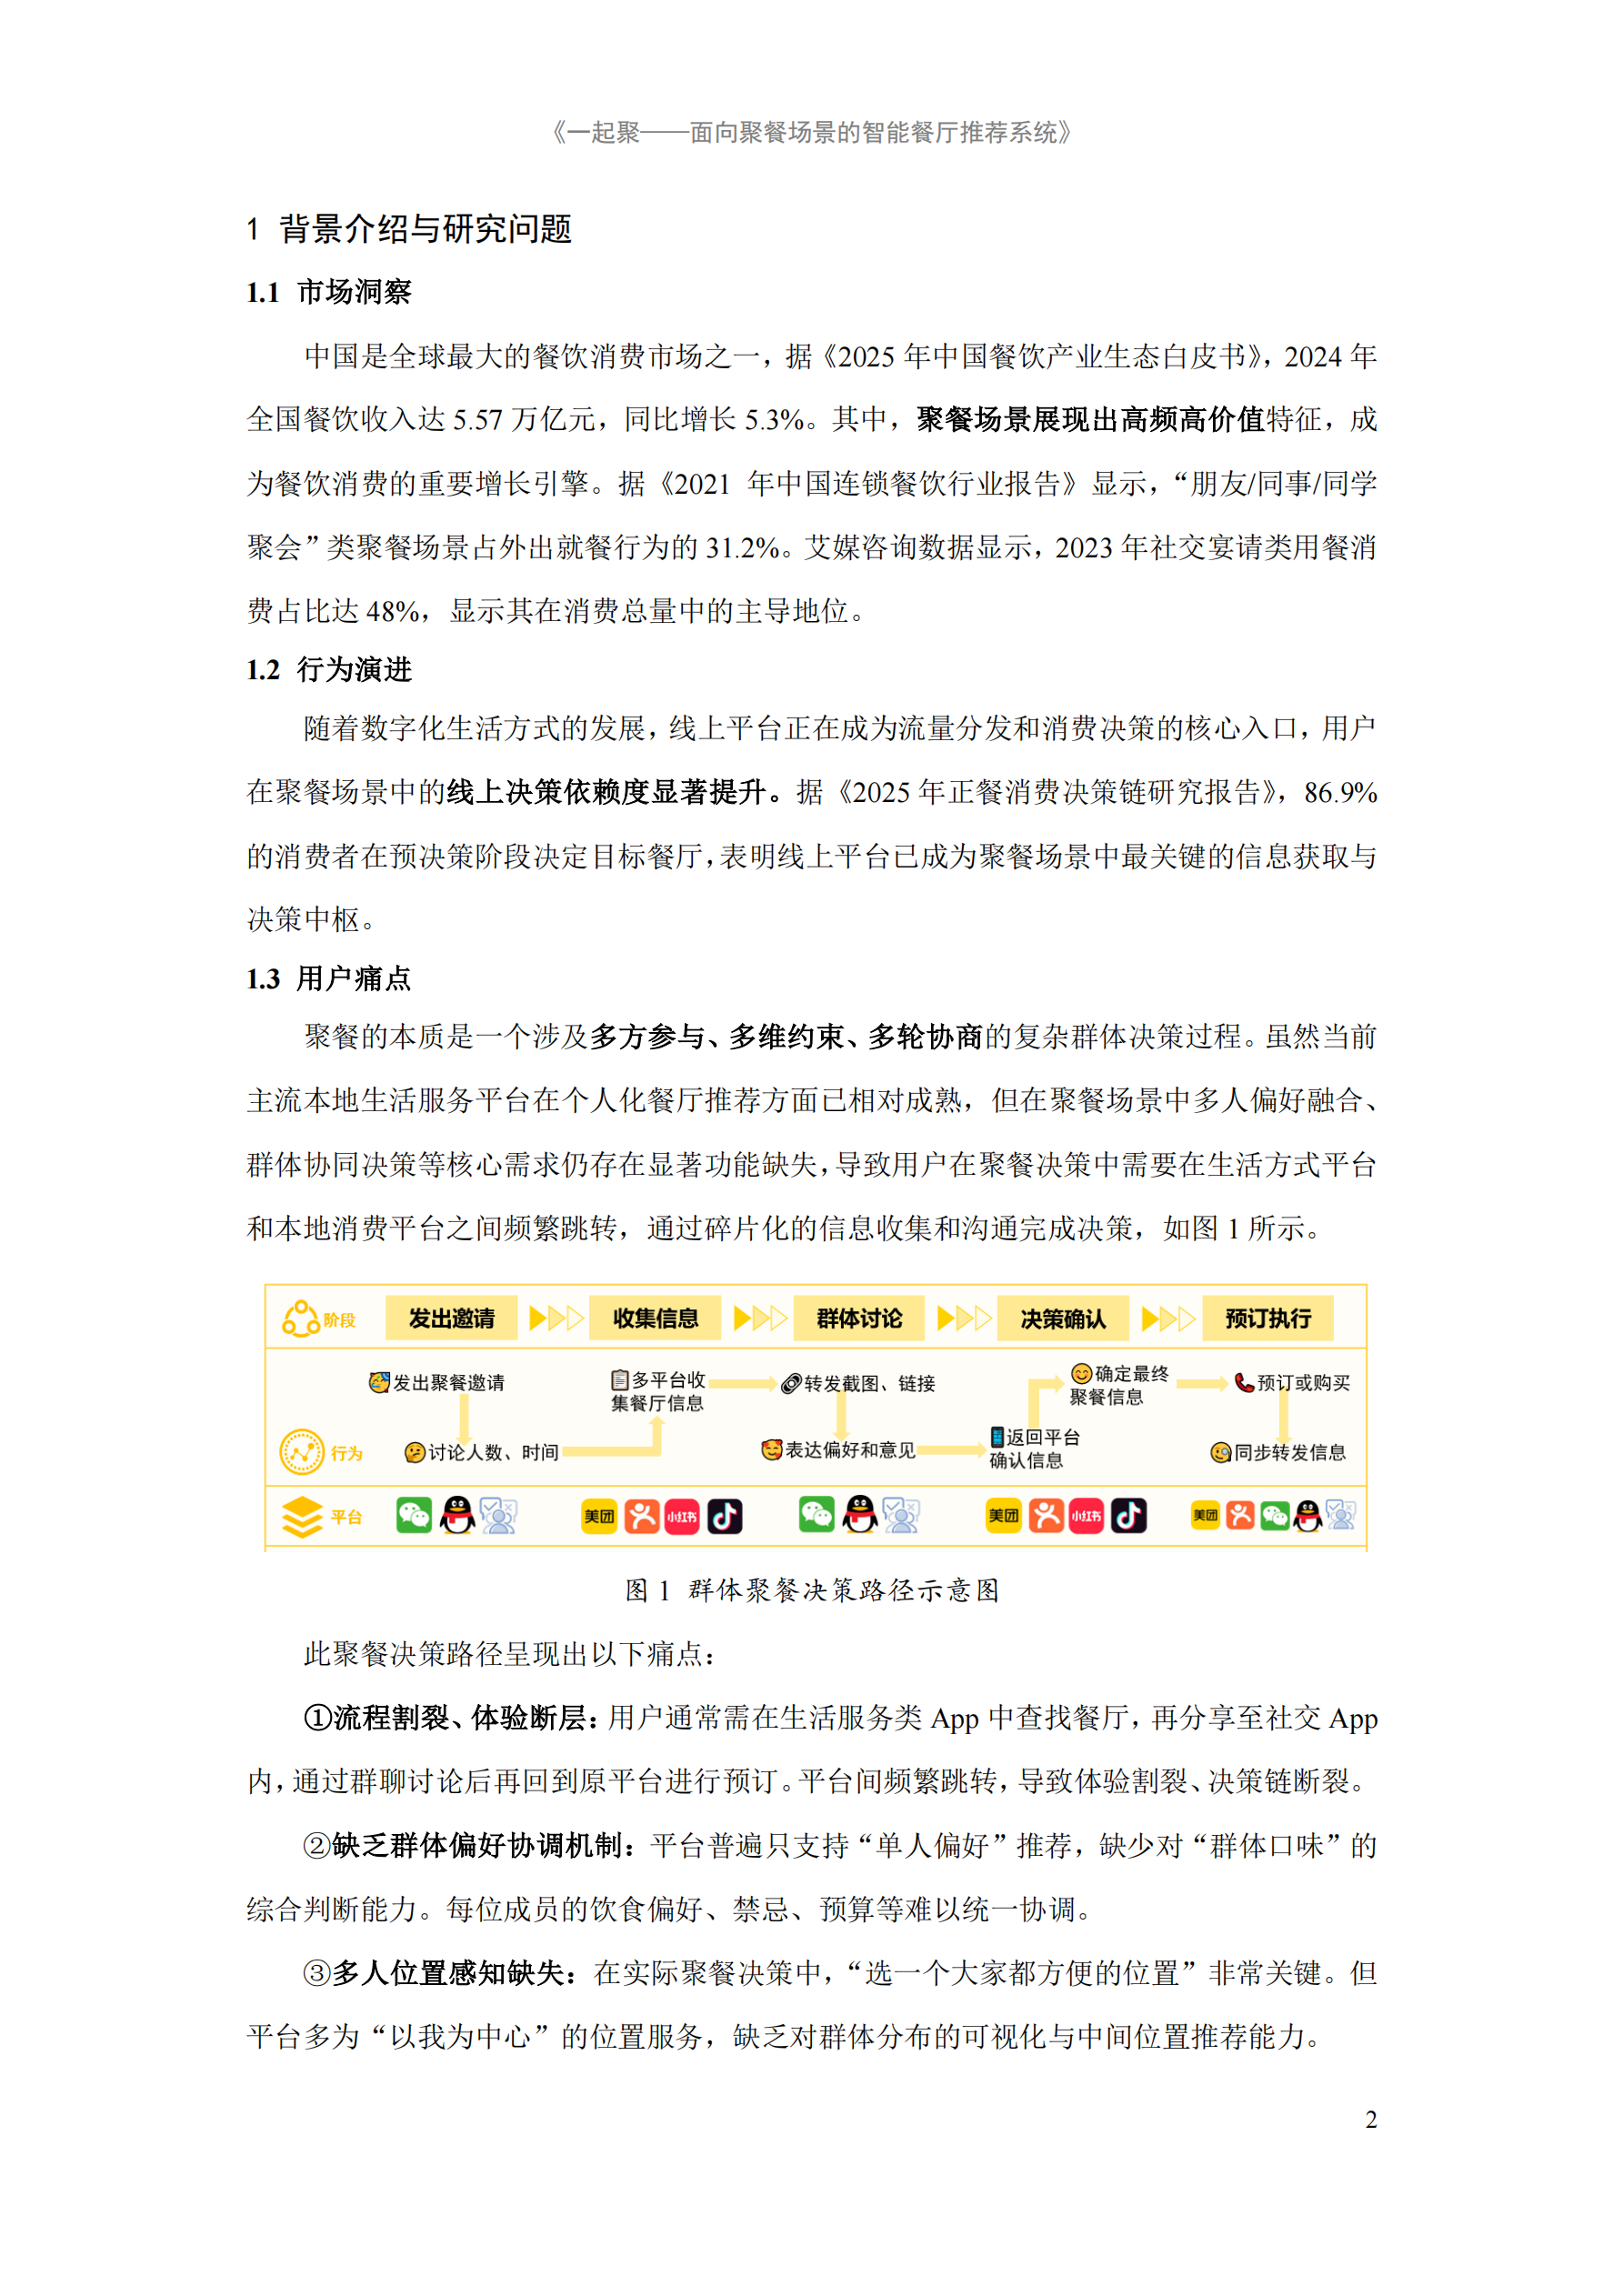 《一起聚——面向聚餐场景的智能餐厅推荐系统》
1 背景介绍与研究问题
1.1 市场洞察
中国是全球最大的餐饮消费市场之一，据《2025 年中国餐饮产业生态白皮书》，2024 年
全国餐饮收入达 5.57 万亿元，同比增长 5.3%。其中，聚餐场景展现出高频高价值特征，成
为餐饮消费的重要增长引擎。据《2021 年中国连锁餐饮行业报告》显示，“朋友/同事/同学
聚会”类聚餐场景占外出就餐行为的 31.2%。艾媒咨询数据显示，2023 年社交宴请类用餐消
费占比达 48%，显示其在消费总量中的主导地位。
1.2 行为演进
随着数字化生活方式的发展，线上平台正在成为流量分发和消费决策的核心入口，用户
在聚餐场景中的线上决策依赖度显著提升。据《2025 年正餐消费决策链研究报告》，86.9%
的消费者在预决策阶段决定目标餐厅，表明线上平台已成为聚餐场景中最关键的信息获取与
决策中枢。
1.3 用户痛点
聚餐的本质是一个涉及多方参与、多维约束、多轮协商的复杂群体决策过程。虽然当前
主流本地生活服务平台在个人化餐厅推荐方面已相对成熟，但在聚餐场景中多人偏好融合、
群体协同决策等核心需求仍存在显著功能缺失，导致用户在聚餐决策中需要在生活方式平台
和本地消费平台之间频繁跳转，通过碎片化的信息收集和沟通完成决策，如图 1 所示。
阶段 发出邀请 收集信息 群体讨论 决策确认 预订执行
发出聚餐邀请 多平台收 转发截图、链接 确定最终 预订或购买
集餐厅信息 聚餐信息
行为 讨论人数、时间 表达偏好和意见 返回平台 同步转发信息
确认信息
平台 美团 小红书 美团 小红书 美团
图 1 群体聚餐决策路径示意图
此聚餐决策路径呈现出以下痛点：
①流程割裂、体验断层：用户通常需在生活服务类 App 中查找餐厅，再分享至社交 App
内，通过群聊讨论后再回到原平台进行预订。平台间频繁跳转，导致体验割裂、决策链断裂。
②缺乏群体偏好协调机制：平台普遍只支持“单人偏好”推荐，缺少对“群体口味”的
综合判断能力。每位成员的饮食偏好、禁忌、预算等难以统一协调。
③多人位置感知缺失：在实际聚餐决策中，“选一个大家都方便的位置”非常关键。但
平台多为“以我为中心”的位置服务，缺乏对群体分布的可视化与中间位置推荐能力。
2